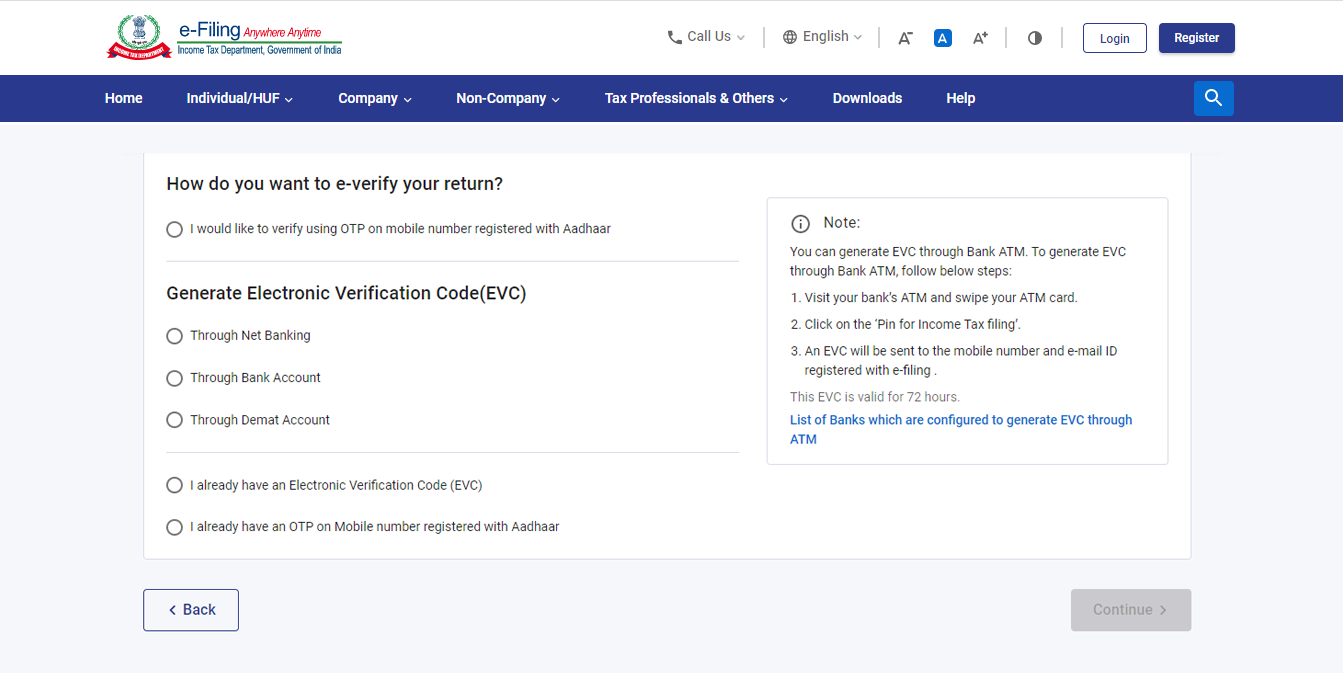 e-Filing Anywhere Anytime
Income Tax Department, Government of India
Call Us
English
A-
A
A+
Login
Register
Home
Individual/HUF
Company
Non-Company
Tax Professionals & Others
Downloads
Help
How do you want to e-verify your return?
I would like to verify using OTP on mobile number registered with Aadhaar
Generate Electronic Verification Code(EVC)
Through Net Banking
Through Bank Account
Through Demat Account
I already have an Electronic Verification Code (EVC)
I already have an OTP on Mobile number registered with Aadhaar
Note:
You can generate EVC through Bank ATM. To generate EVC
through Bank ATM, follow below steps:
1. Visit your bank's ATM and swipe your ATM card.
2. Click on the ‘Pin for Income Tax filing’.
3. An EVC will be sent to the mobile number and e-mail ID
registered with e-filing .
This EVC is valid for 72 hours.
List of Banks which are configured to generate EVC through
ATM
< Back
Continue >